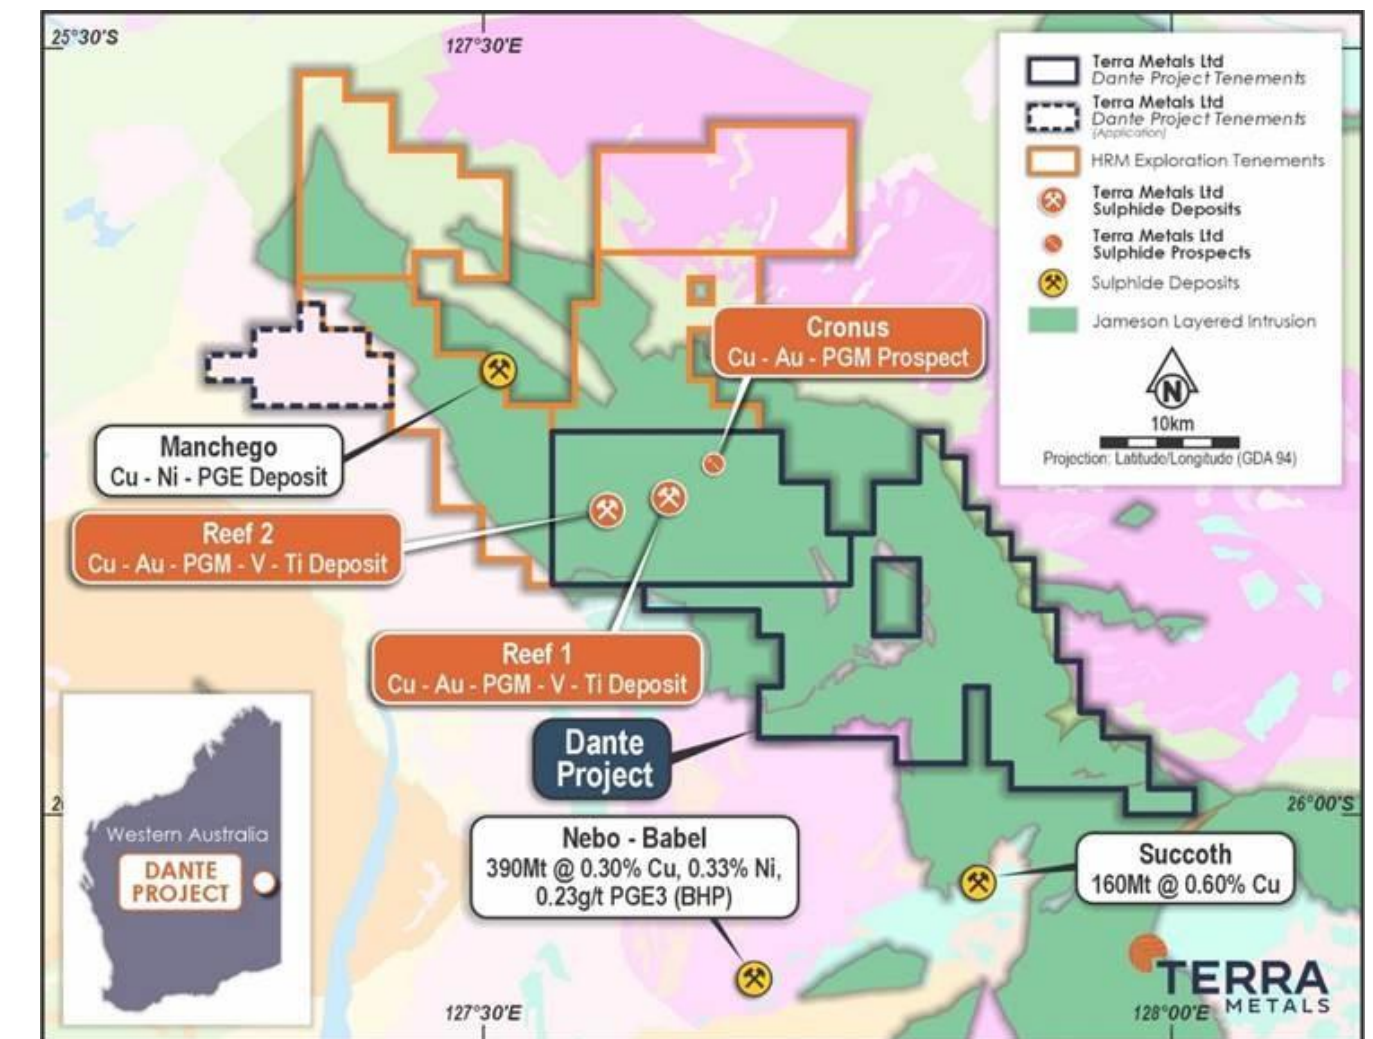 25°30'S
127°30'E
Terra Metals Ltd
Dante Project Tenements
Terra Metals Ltd
Dante Project Tenements
(Application)
HRM Exploration Tenements
Terra Metals Ltd
Sulphide Deposits
Terra Metals Ltd
Sulphide Prospects
Sulphide Deposits
Jameson Layered Intrusion
N
10km
Projection: Latitude/Longitude (GDA 94)
Cronus
Cu - Au - PGM Prospect
Manchego
Cu - Ni - PGE Deposit
Reef 2
Cu - Au - PGM - V - Ti Deposit
Reef 1
Cu - Au - PGM - V - Ti Deposit
Dante
Project
Western Australia
DANTE
PROJECT
26°00'S
Nebo - Babel
390Mt @ 0.30% Cu, 0.33% Ni,
0.23g/t PGE3 (BHP)
Succoth
160Mt @ 0.60% Cu
TERRA
METALS
127°30'E
128°00'E